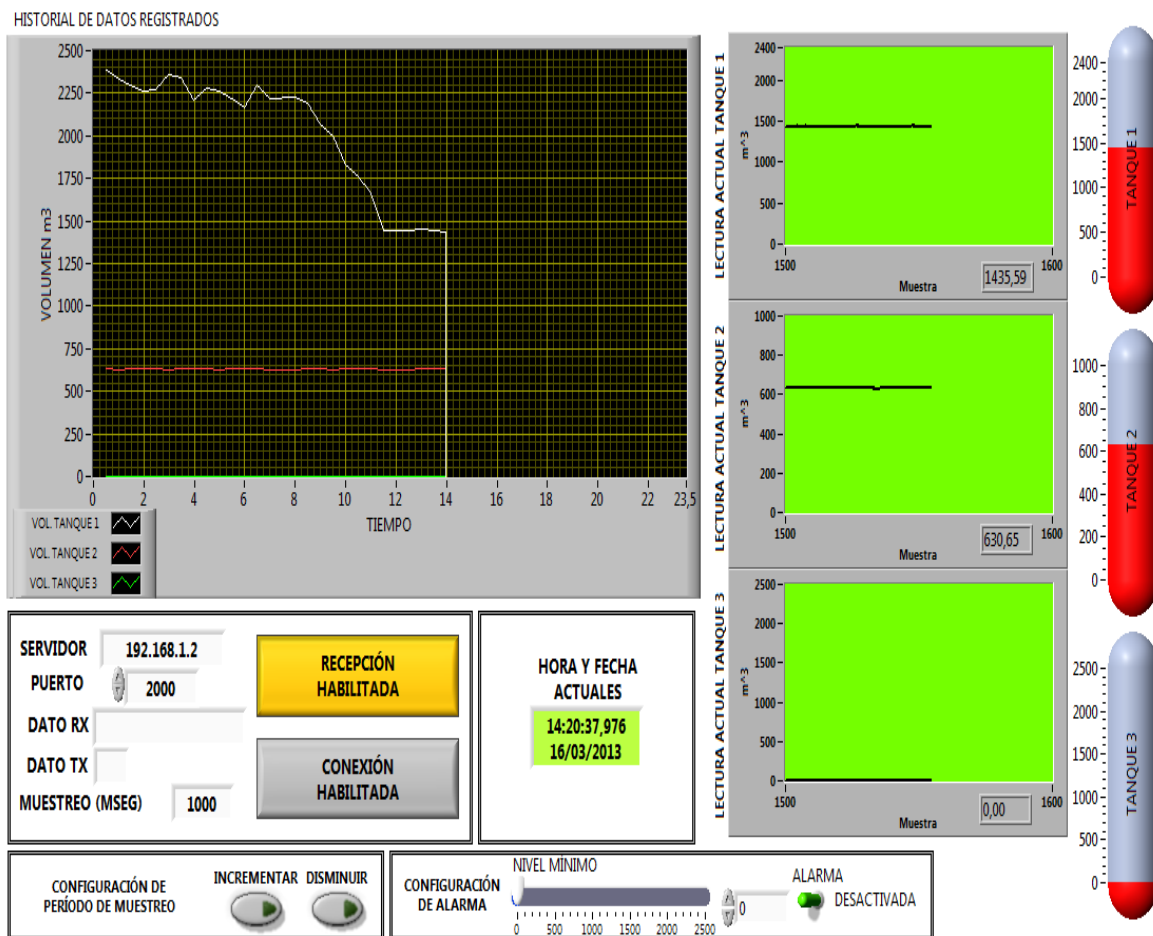 HISTORIAL DE DATOS REGISTRADOS
VOLUMEN m3
2500
2250
2000
1750
1500
1250
1000
750
500
250
0
0 2 4 6 8 10 12 14 16 18 20 22 23,5
TIEMPO
VOL. TANQUE 1
VOL. TANQUE 2
VOL. TANQUE 3
LECTURA ACTUAL TANQUE 1
m^3
2400
2000
1500
1000
500
0
1500 1600
Muestra
1435,59
TANQUE 1
2400
2000
1500
1000
500
0
LECTURA ACTUAL TANQUE 2
m^3
1000
800
600
400
200
0
1500 1600
Muestra
630,65
TANQUE 2
1000
800
600
400
200
0
LECTURA ACTUAL TANQUE 3
m^3
2500
2000
1500
1000
500
0
1500 1600
Muestra
0,00
TANQUE 3
2500
2000
1500
1000
500
0
SERVIDOR 192.168.1.2
PUERTO 2000
DATO RX
DATO TX
MUESTREO (MSEG) 1000
RECEPCIÓN
HABILITADA
CONEXIÓN
HABILITADA
HORA Y FECHA
ACTUALES
14:20:37,976
16/03/2013
CONFIGURACIÓN DE
PERÍODO DE MUESTREO
INCREMENTAR DISMINUIR
CONFIGURACIÓN
DE ALARMA
NIVEL MÍNIMO
0 500 1000 1500 2000 2500
0
ALARMA
DESACTIVADA